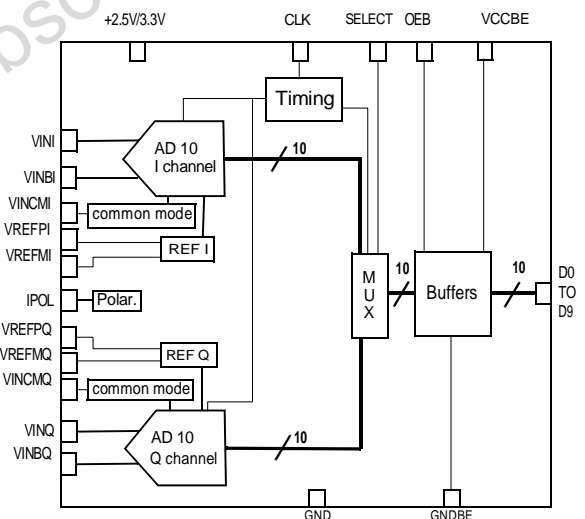 +2.5V/3.3V CLK SELECT OEB VCCBE
Timing
VINI
VINBI
AD 10
I channel
10
VINCMI
common mode
VREFPI
REF I
VREFMI
IPOL
Polar.
MUX
10
Buffers
10
D0
TO
D9
VREFPQ
VREFMQ
REF Q
VINCMQ
common mode
VINQ
VINBQ
AD 10
Q channel
10
GND
GNDBE